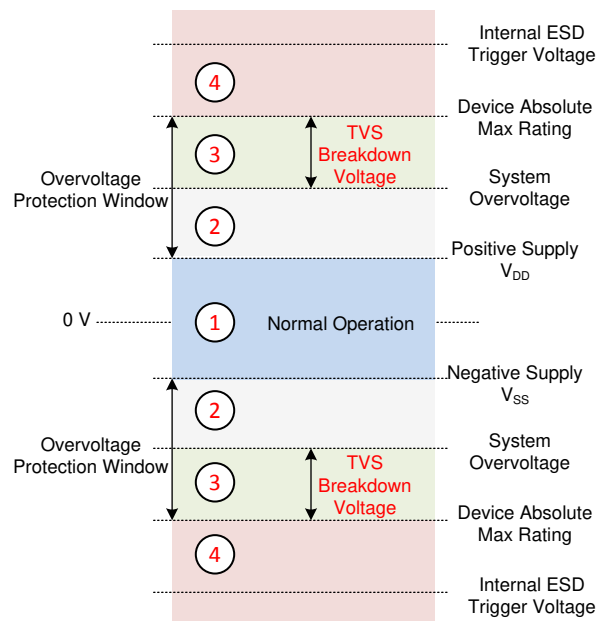 Internal ESD
Trigger Voltage
4
Device Absolute
Max Rating
TVS
Breakdown
Voltage
3
Overvoltage
Protection Window
System
Overvoltage
2
Positive Supply
V_DD
0 V
1
Normal Operation
Negative Supply
V_SS
2
System
Overvoltage
Overvoltage
Protection Window
TVS
Breakdown
Voltage
3
Device Absolute
Max Rating
4
Internal ESD
Trigger Voltage